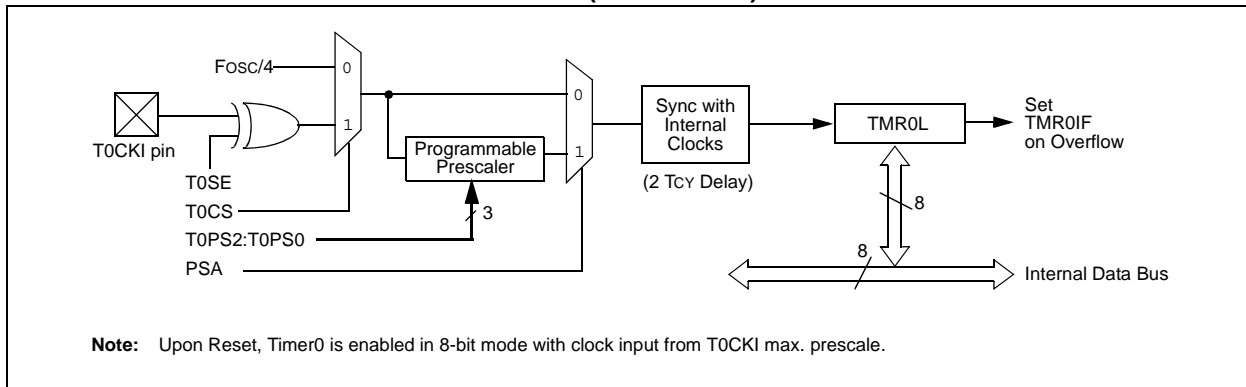 FOSC/4
0
1
T0CKI pin
T0SE
T0CS
T0PS2:T0PS0
PSA
Programmable
Prescaler
3
0
1
Sync with
Internal
Clocks
(2 TCY Delay)
TMR0L
Set
TMR0IF
on Overflow
8
8
Internal Data Bus
Note: Upon Reset, Timer0 is enabled in 8-bit mode with clock input from T0CKI max. prescale.